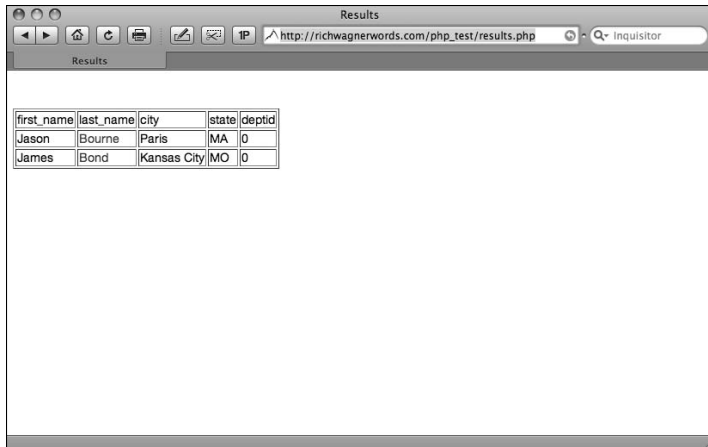 Results
1P http://richwagnerwords.com/php_test/results.php Inquisitor
Results
first_name last_name city state deptid
Jason Bourne Paris MA 0
James Bond Kansas City MO 0